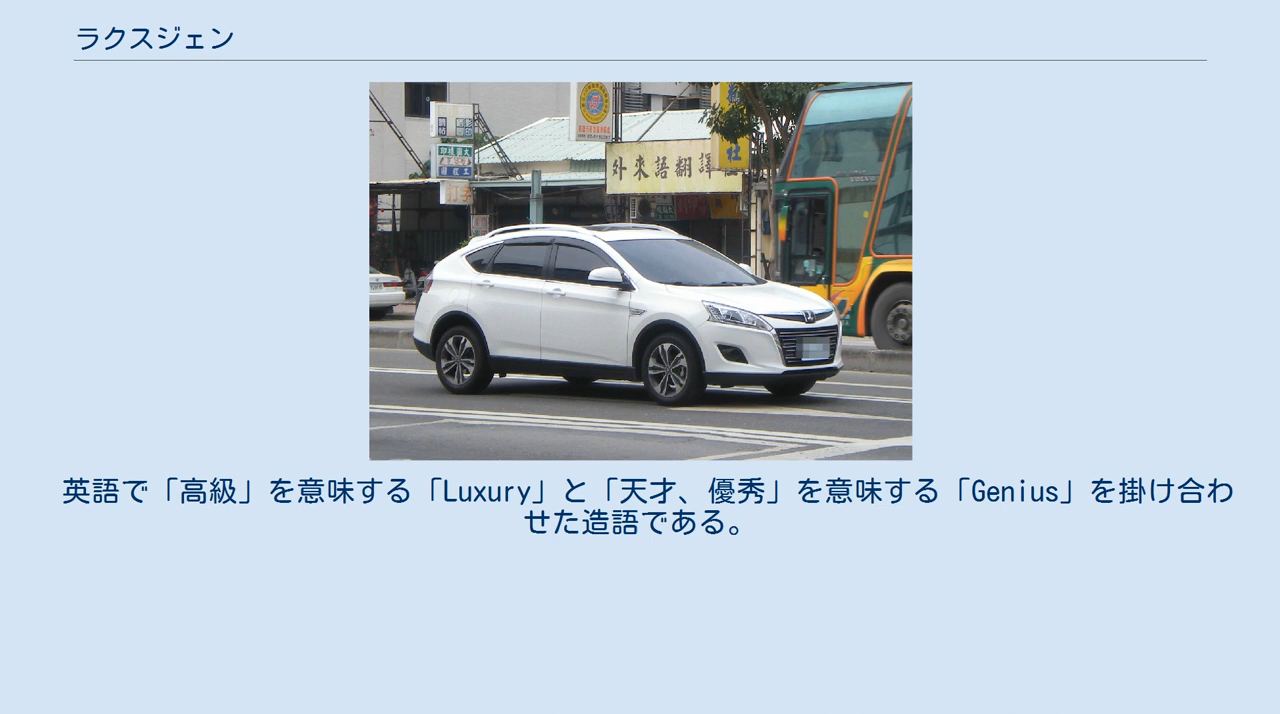 ラクスジェン
外來語翻譯社
英語で「高級」を意味する「Luxury」と「天才、優秀」を意味する「Genius」を掛け合わ
せた造語である。